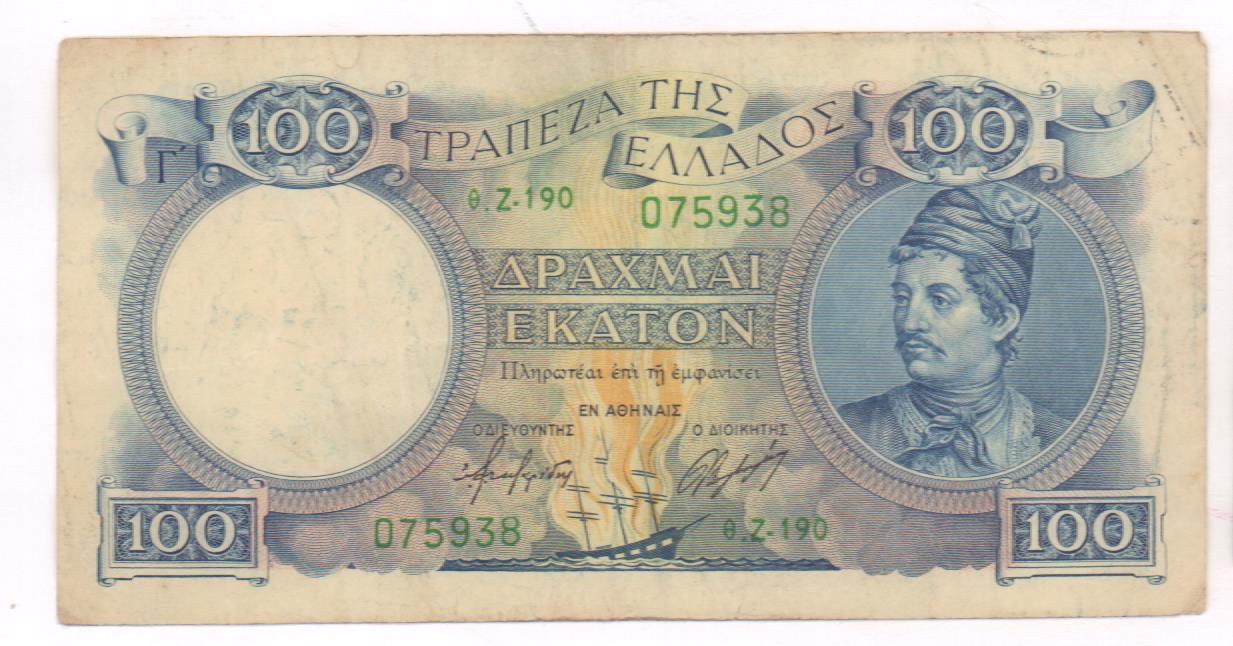 100
ΤΡΑΠΕΖΑ ΤΗΣ
ΕΛΛΑΔΟΣ
100
Γ΄
θ.Ζ-190 075938
ΔΡΑΧΜΑΙ
ΕΚΑΤΟΝ
Πληρωτέαι ἐπὶ τῇ ἐμφανίσει
ΕΝ ΑΘΗΝΑΙΣ
Ο ΔΙΕΥΘΥΝΤΗΣ Ο ΔΙΟΙΚΗΤΗΣ
100 075938 θ.Ζ-190 100